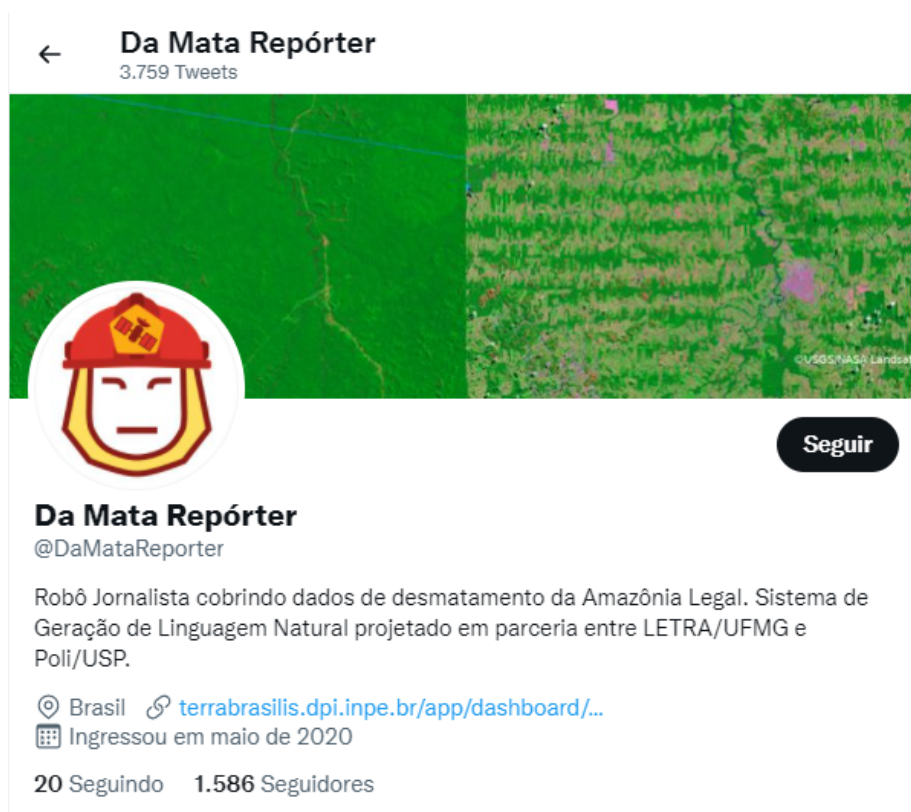 Da Mata Repórter
3.759 Tweets
©USGS/NASA Landsat
Seguir
Da Mata Repórter
@DaMataReporter
Robô Jornalista cobrindo dados de desmatamento da Amazônia Legal. Sistema de
Geração de Linguagem Natural projetado em parceria entre LETRA/UFMG e
Poli/USP.
Brasil terrabrasilis.dpi.inpe.br/app/dashboard/...
Ingressou em maio de 2020
20 Seguindo 1.586 Seguidores